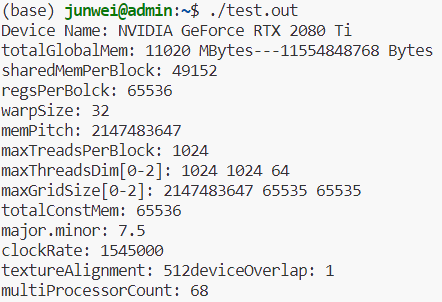 (base) junwei@admin:~$ ./test.out
Device Name: NVIDIA GeForce RTX 2080 Ti
totalGlobalMem: 11020 MBytes---11554848768 Bytes
sharedMemPerBlock: 49152
regsPerBolck: 65536
warpSize: 32
memPitch: 2147483647
maxTreadsPerBlock: 1024
maxThreadsDim[0-2]: 1024 1024 64
maxGridSize[0-2]: 2147483647 65535 65535
totalConstMem: 65536
major.minor: 7.5
clockRate: 1545000
textureAlignment: 512deviceOverlap: 1
multiProcessorCount: 68